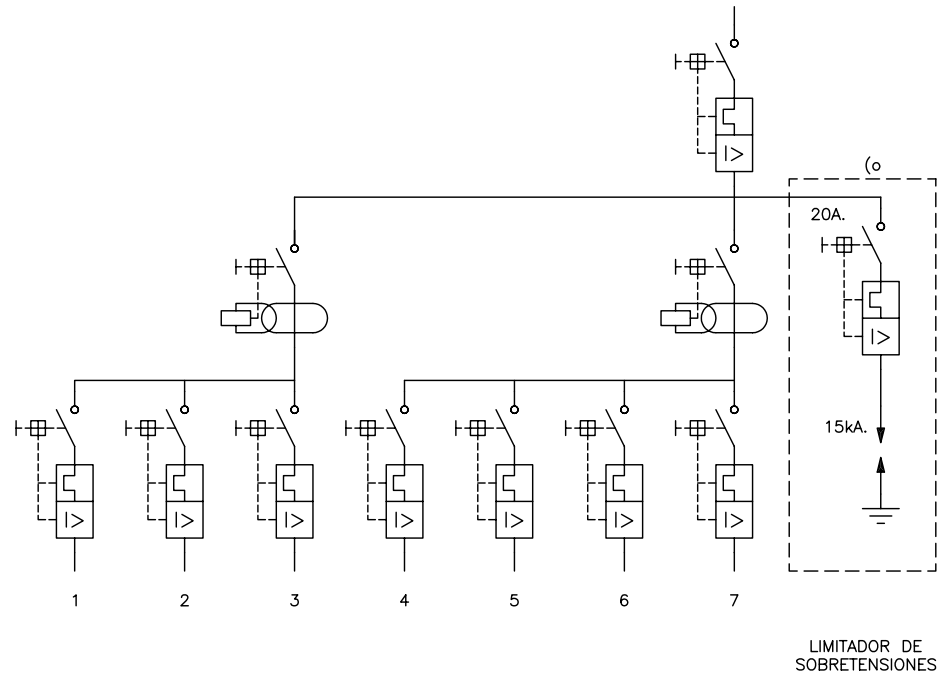 I>
(o
20A.
I>
15kA.
I> I> I> I> I> I> I>
1 2 3 4 5 6 7
LIMITADOR DE
SOBRETENSIONES